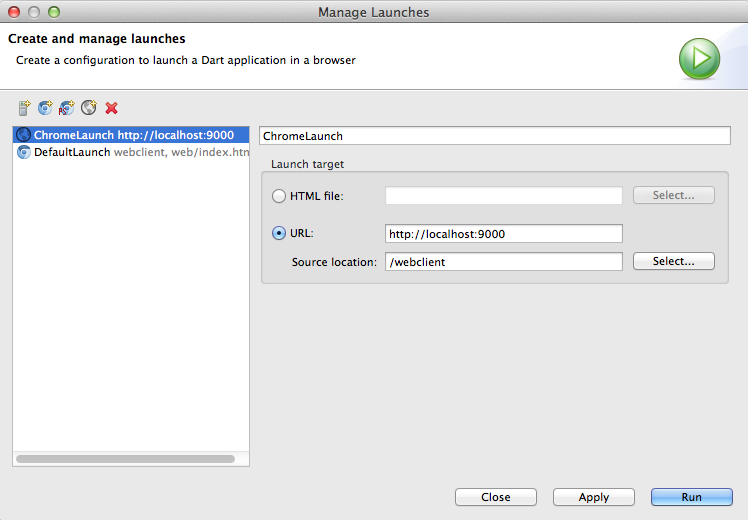 Manage Launches
Create and manage launches
Create a configuration to launch a Dart application in a browser
ChromeLaunch http://localhost:9000
DefaultLaunch webclient, web/index.htn
ChromeLaunch
Launch target
HTML file:
Select...
URL:
http://localhost:9000
Source location:
/webclient
Select...
Close
Apply
Run